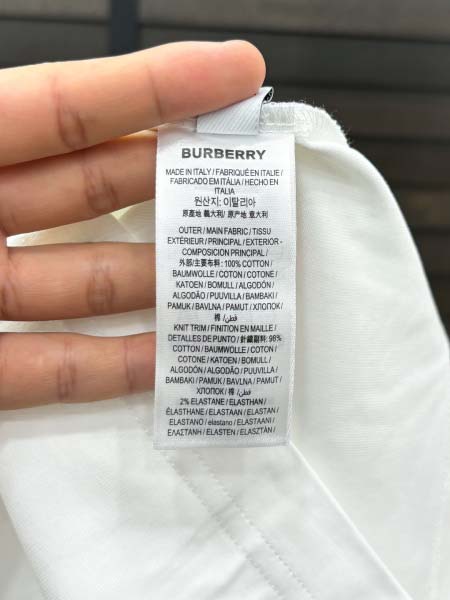 BURBERRY
MADE IN ITALY / FABRIQUÉ EN ITALIE /
FABRICADO EM ITÁLIA / HECHO EN
ITALIA
원산지: 이탈리아
原產地 義大利 / 原产地 意大利
OUTER / MAIN FABRIC / TISSU
EXTÉRIEUR / PRINCIPAL / EXTERIOR -
COMPOSICION PRINCIPAL /
外部/主要布料: 100% COTTON /
BAUMWOLLE / COTON / COTONE /
KATOEN / BOMULL / ALGODÓN /
ALGODÃO / PUUVILLA / BAMBAKI /
PAMUK / BAVLNA / PAMUT / ХЛОПОК /
棉 / قطن
KNIT TRIM / FINITION EN MAILLE /
DETALLES DE PUNTO / 針織副料: 98%
COTTON / BAUMWOLLE / COTON /
COTONE / KATOEN / BOMULL /
ALGODÓN / ALGODÃO / PUUVILLA /
BAMBAKI / PAMUK / BAVLNA / PAMUT /
ХЛОПОК / 棉 / قطن
2% ELASTANE / ELASTHAN /
ÉLASTHANE / ELASTAAN / ELASTAN /
ELASTANO / elastano / ELASTAANI /
ΕΛΑΣΤΑΝΗ / ELASTEN / ELASZTÁN /